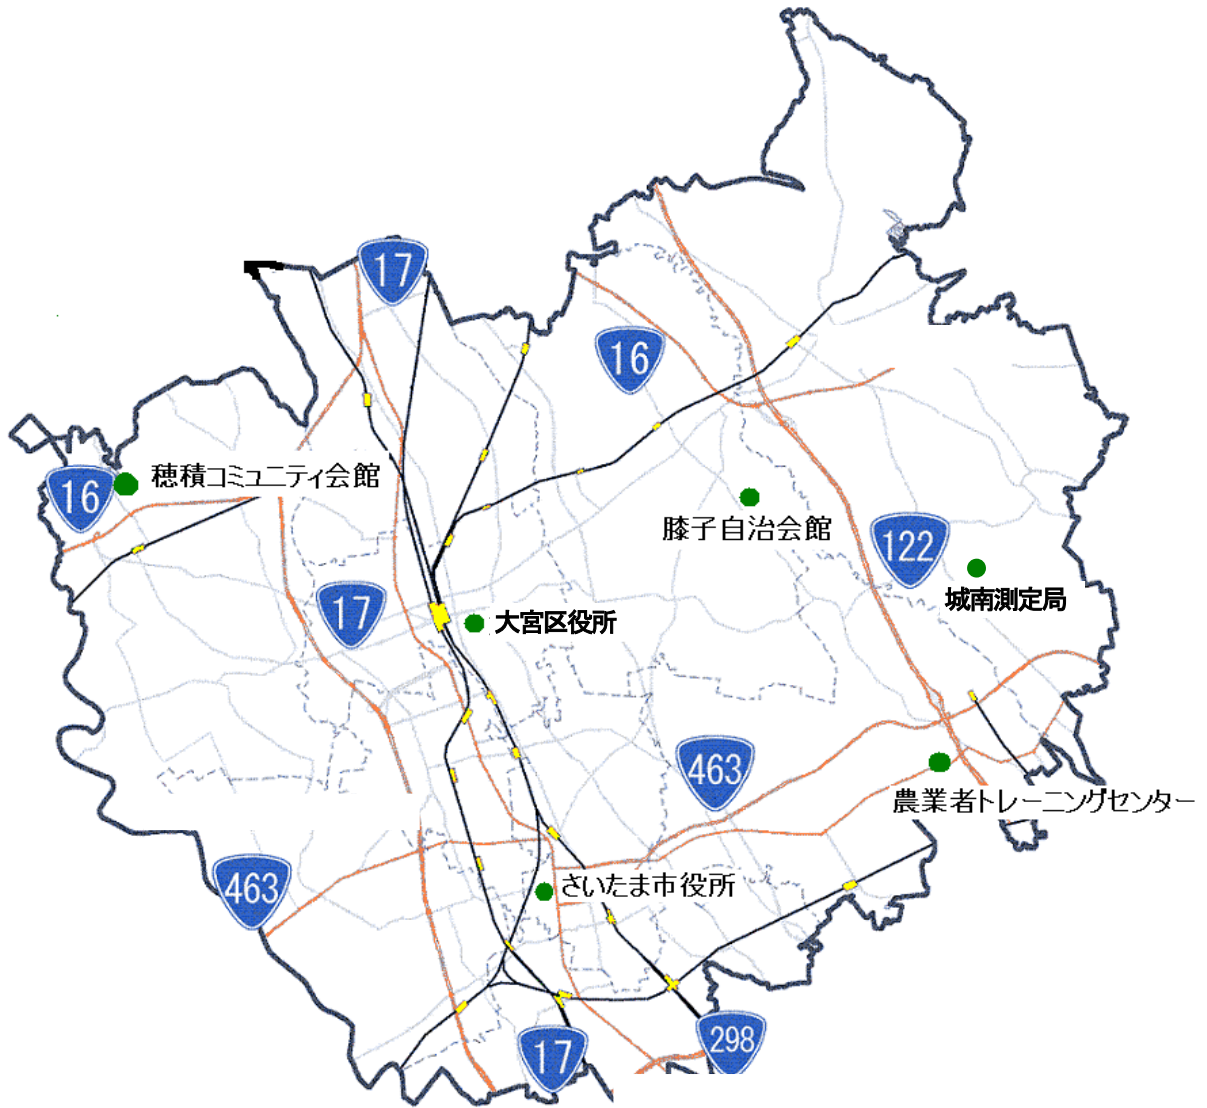 17
16
穂積コミュニティ会館
16
膝子自治会館
122
17
大宮区役所
城南測定局
463
農業者トレーニングセンター
463
さいたま市役所
17
298